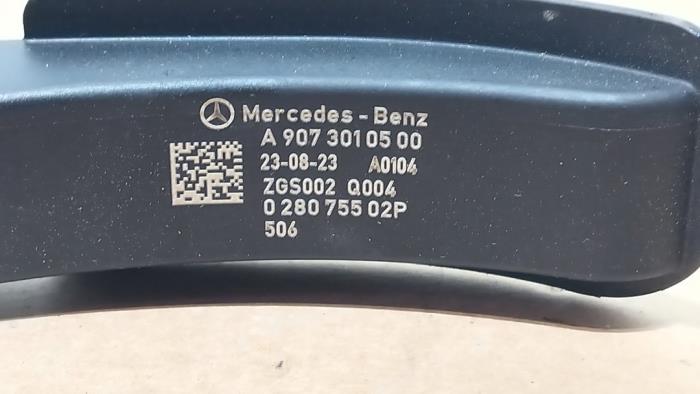 Mercedes-Benz
A 907 301 05 00
23-08-23 A0104
ZGS002 Q004
0 280 755 02P
506